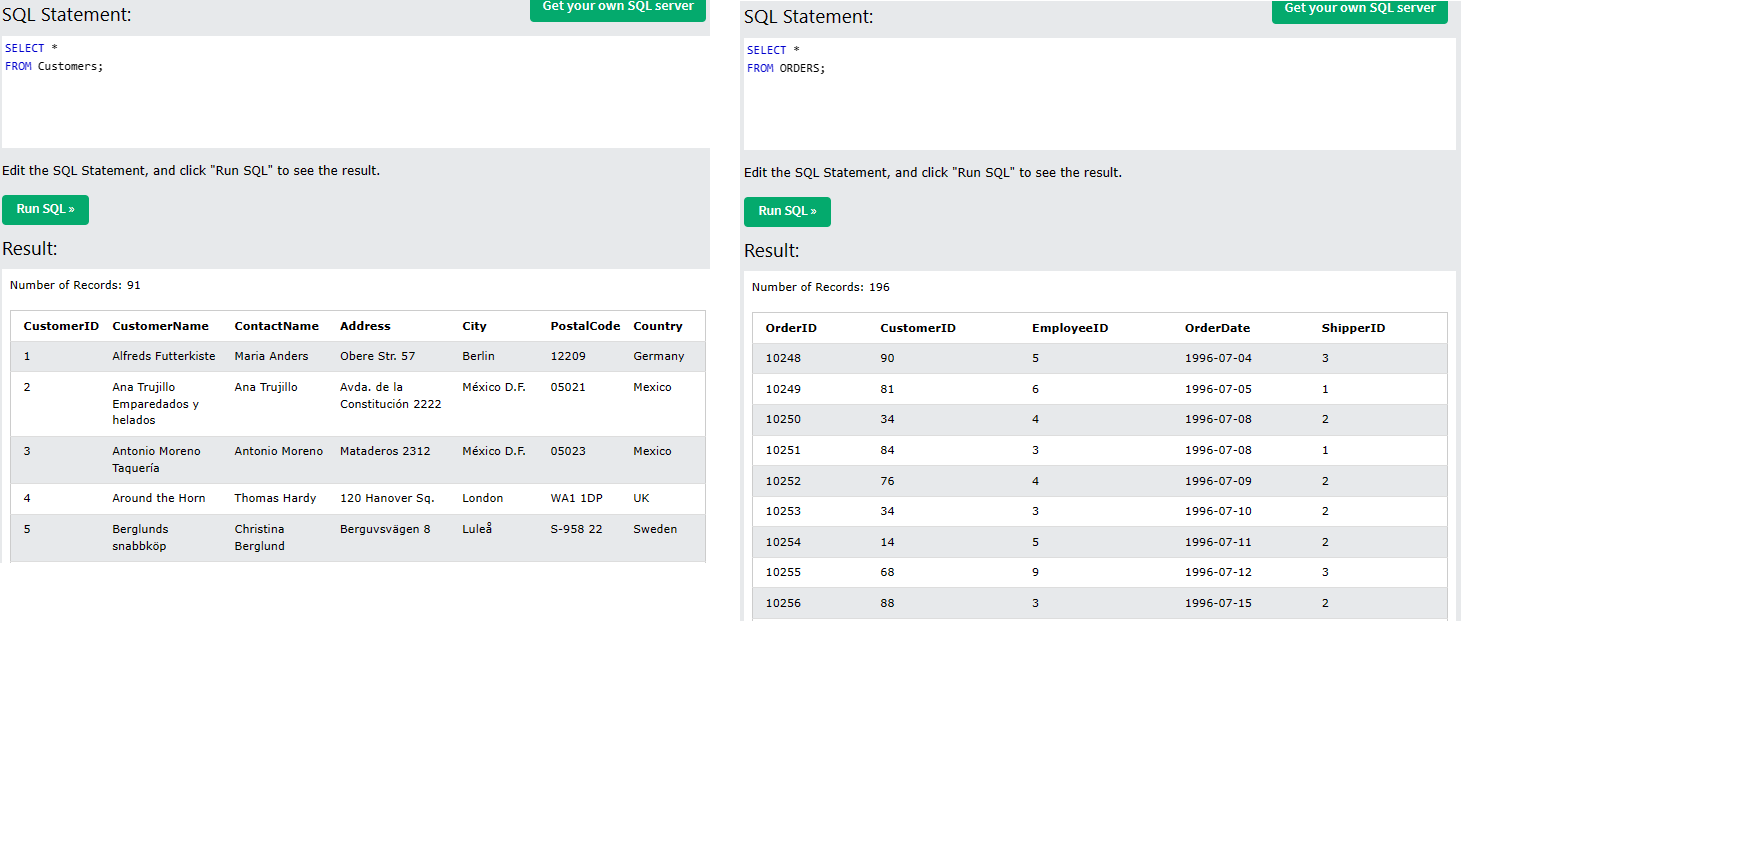 SQL Statement:
Get your own SQL server
SELECT *
FROM Customers;
Edit the SQL Statement, and click "Run SQL" to see the result.
Run SQL »
Result:
Number of Records: 91
CustomerID CustomerName ContactName Address City PostalCode Country
1 Alfreds Futterkiste Maria Anders Obere Str. 57 Berlin 12209 Germany
2 Ana Trujillo Ana Trujillo Avda. de la México D.F. 05021 Mexico
Emparedados y Constitución 2222
helados
3 Antonio Moreno Antonio Moreno Mataderos 2312 México D.F. 05023 Mexico
Taquería
4 Around the Horn Thomas Hardy 120 Hanover Sq. London WA1 1DP UK
5 Berglunds Christina Berguvsvägen 8 Luleå S-958 22 Sweden
snabbköp Berglund
SQL Statement:
Get your own SQL server
SELECT *
FROM ORDERS;
Edit the SQL Statement, and click "Run SQL" to see the result.
Run SQL »
Result:
Number of Records: 196
OrderID CustomerID EmployeeID OrderDate ShipperID
10248 90 5 1996-07-04 3
10249 81 6 1996-07-05 1
10250 34 4 1996-07-08 2
10251 84 3 1996-07-08 1
10252 76 4 1996-07-09 2
10253 34 3 1996-07-10 2
10254 14 5 1996-07-11 2
10255 68 9 1996-07-12 3
10256 88 3 1996-07-15 2